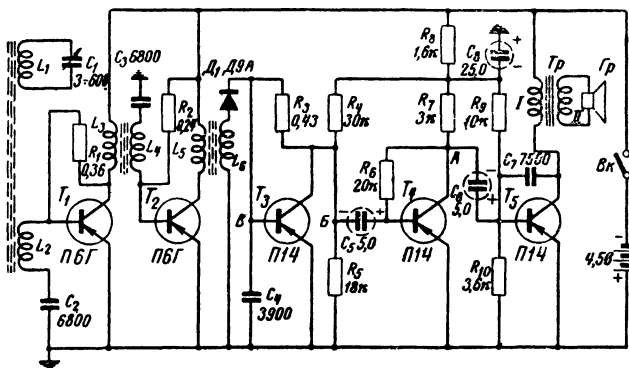 L₁
C₁
3÷600
C₃ 6800
R₂
0,24
Д₁ Д9А
R₃
0,43
R₄
30к
R₈
1,6к
C₈
25,0
R₇
3к
R₉
10к
Тр
I
II
Гр
R₁
0,36
L₃
L₄
L₅
L₆
R₆
20к
А
C₆
5,0
C₇ 7500
Вк
T₁
T₂
T₃
T₄
T₅
В
Б
C₅ 5,0
L₂
П6Г
П6Г
П14
П14
П14
4,5в
C₂
6800
C₄
3900
R₅
18к
R₁₀
3,6к